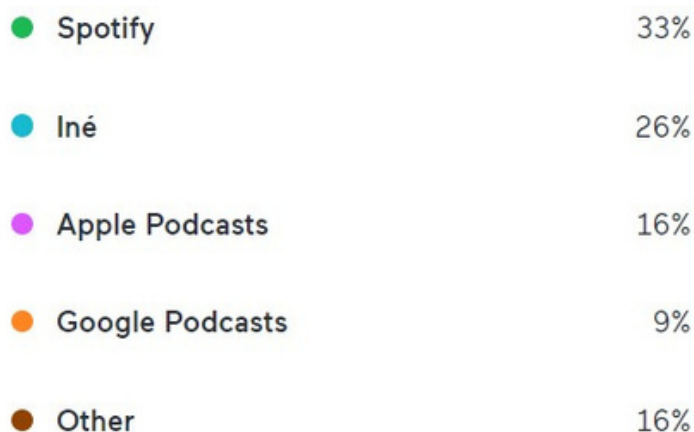 Spotify 33%
Iné 26%
Apple Podcasts 16%
Google Podcasts 9%
Other 16%